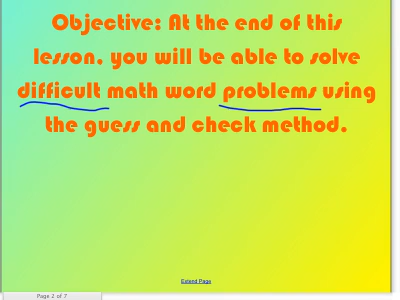 Objective: At the end of this
lesson, you will be able to solve
difficult math word problems using
the guess and check method.
Extend Page
Page 2 of 7